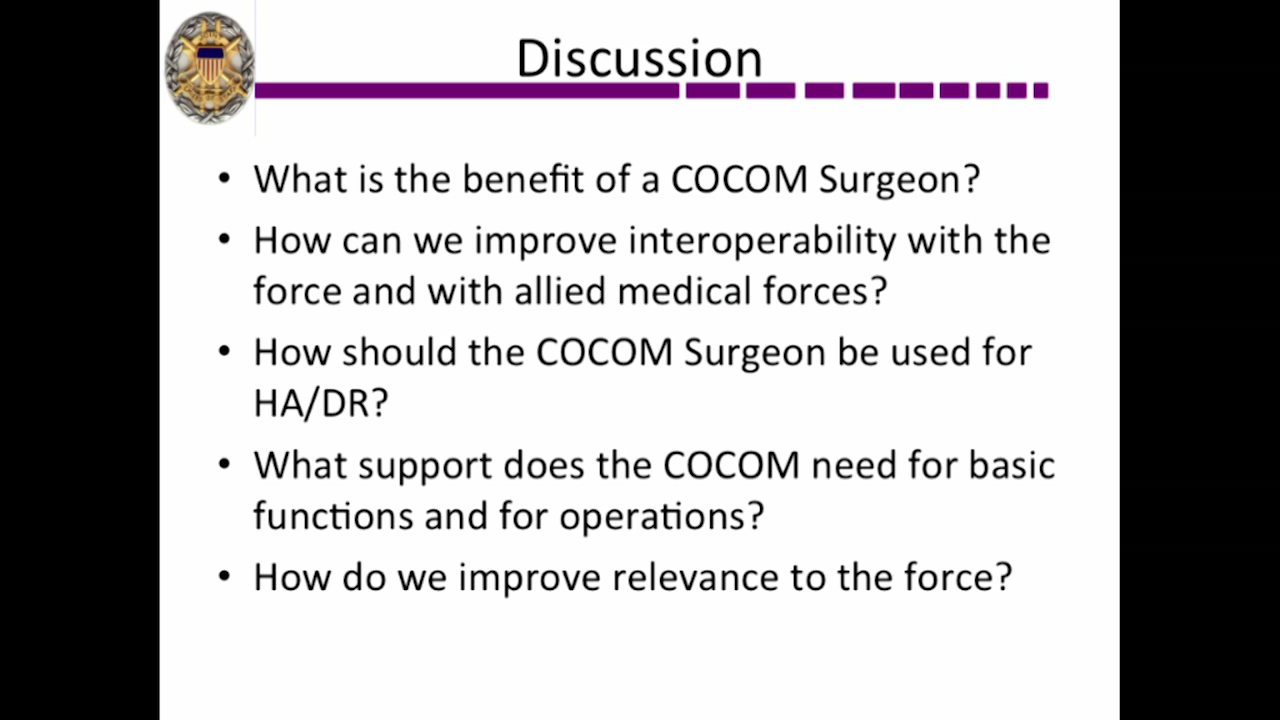 Discussion
• What is the benefit of a COCOM Surgeon?
• How can we improve interoperability with the
force and with allied medical forces?
• How should the COCOM Surgeon be used for
HA/DR?
• What support does the COCOM need for basic
functions and for operations?
• How do we improve relevance to the force?